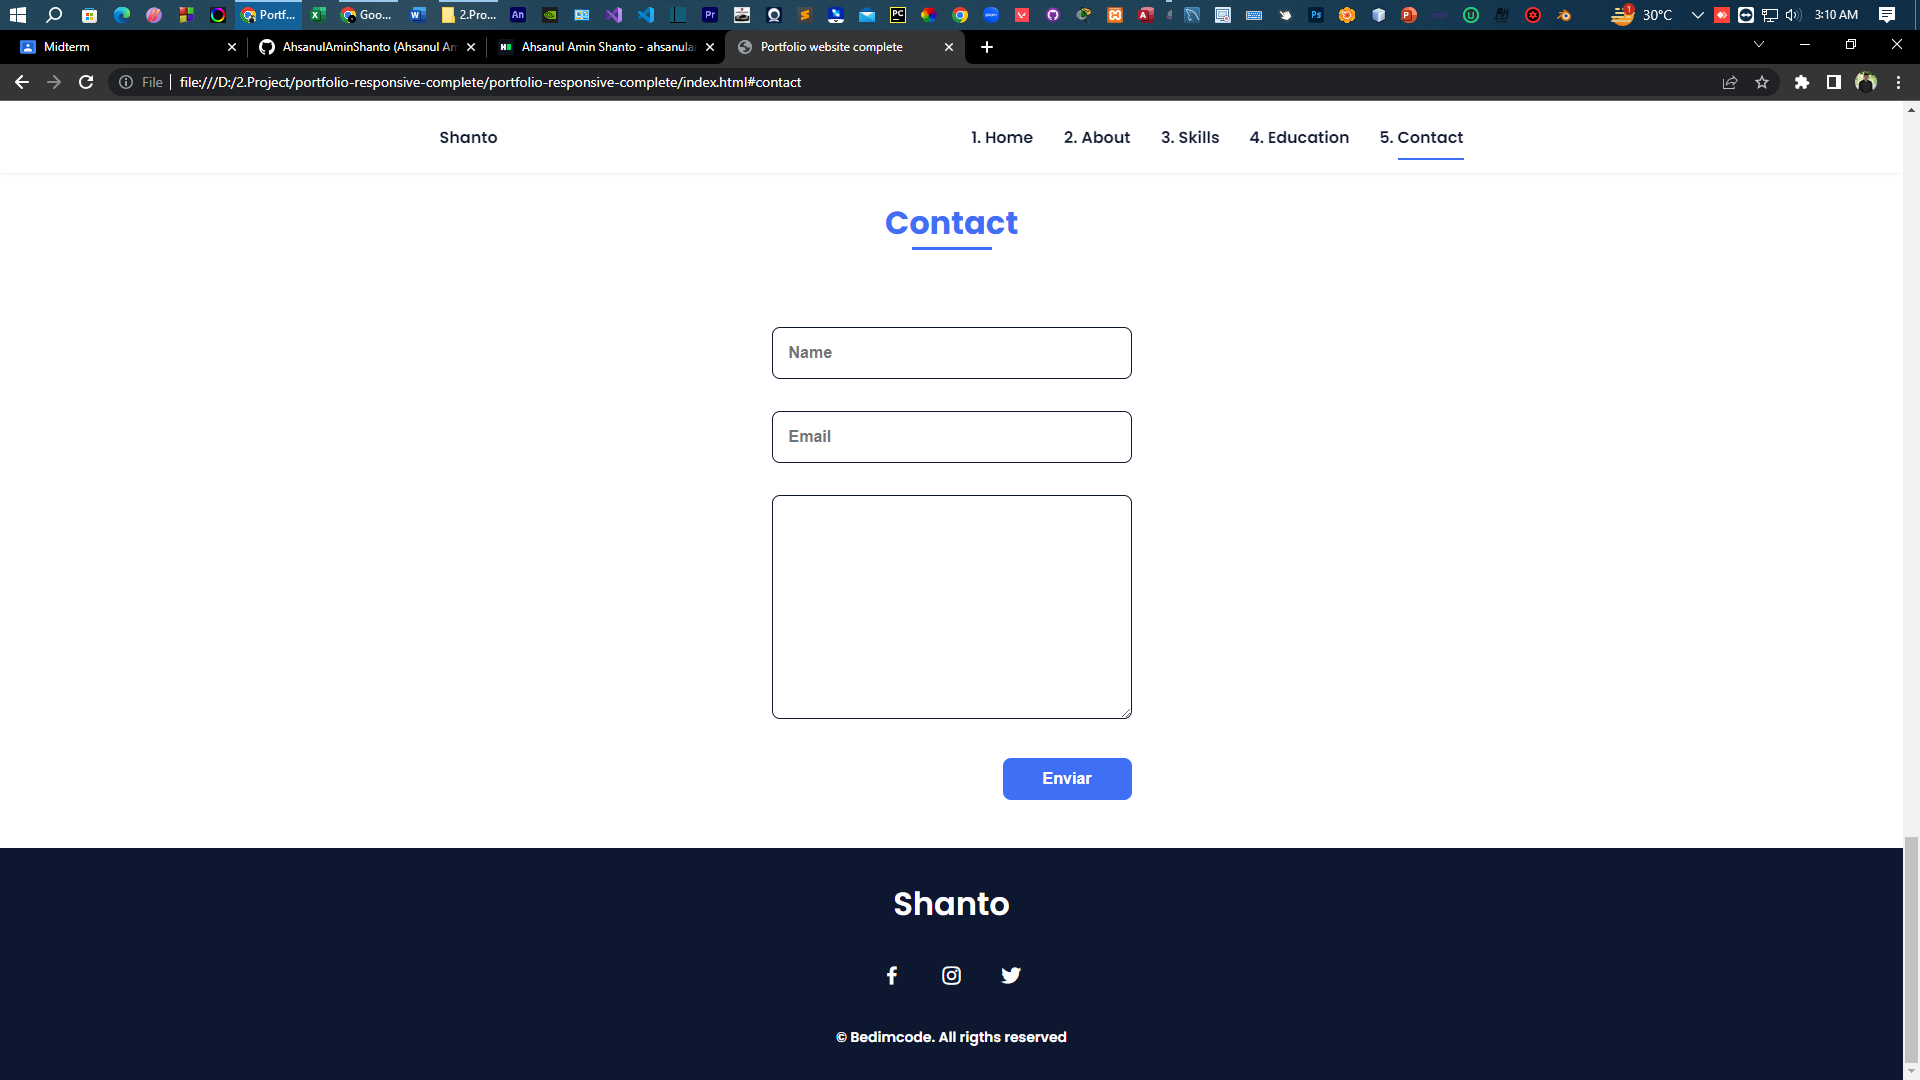 Portf...
Goo...
2.Pro...
30°C
3:10 AM
Midterm
AhsanulAminShanto (Ahsanul Am
Ahsanul Amin Shanto - ahsanular
Portfolio website complete
File
file:///D:/2.Project/portfolio-responsive-complete/portfolio-responsive-complete/index.html#contact
Shanto
1. Home
2. About
3. Skills
4. Education
5. Contact
Contact
Name
Email
Enviar
Shanto
© Bedimcode. All rigths reserved